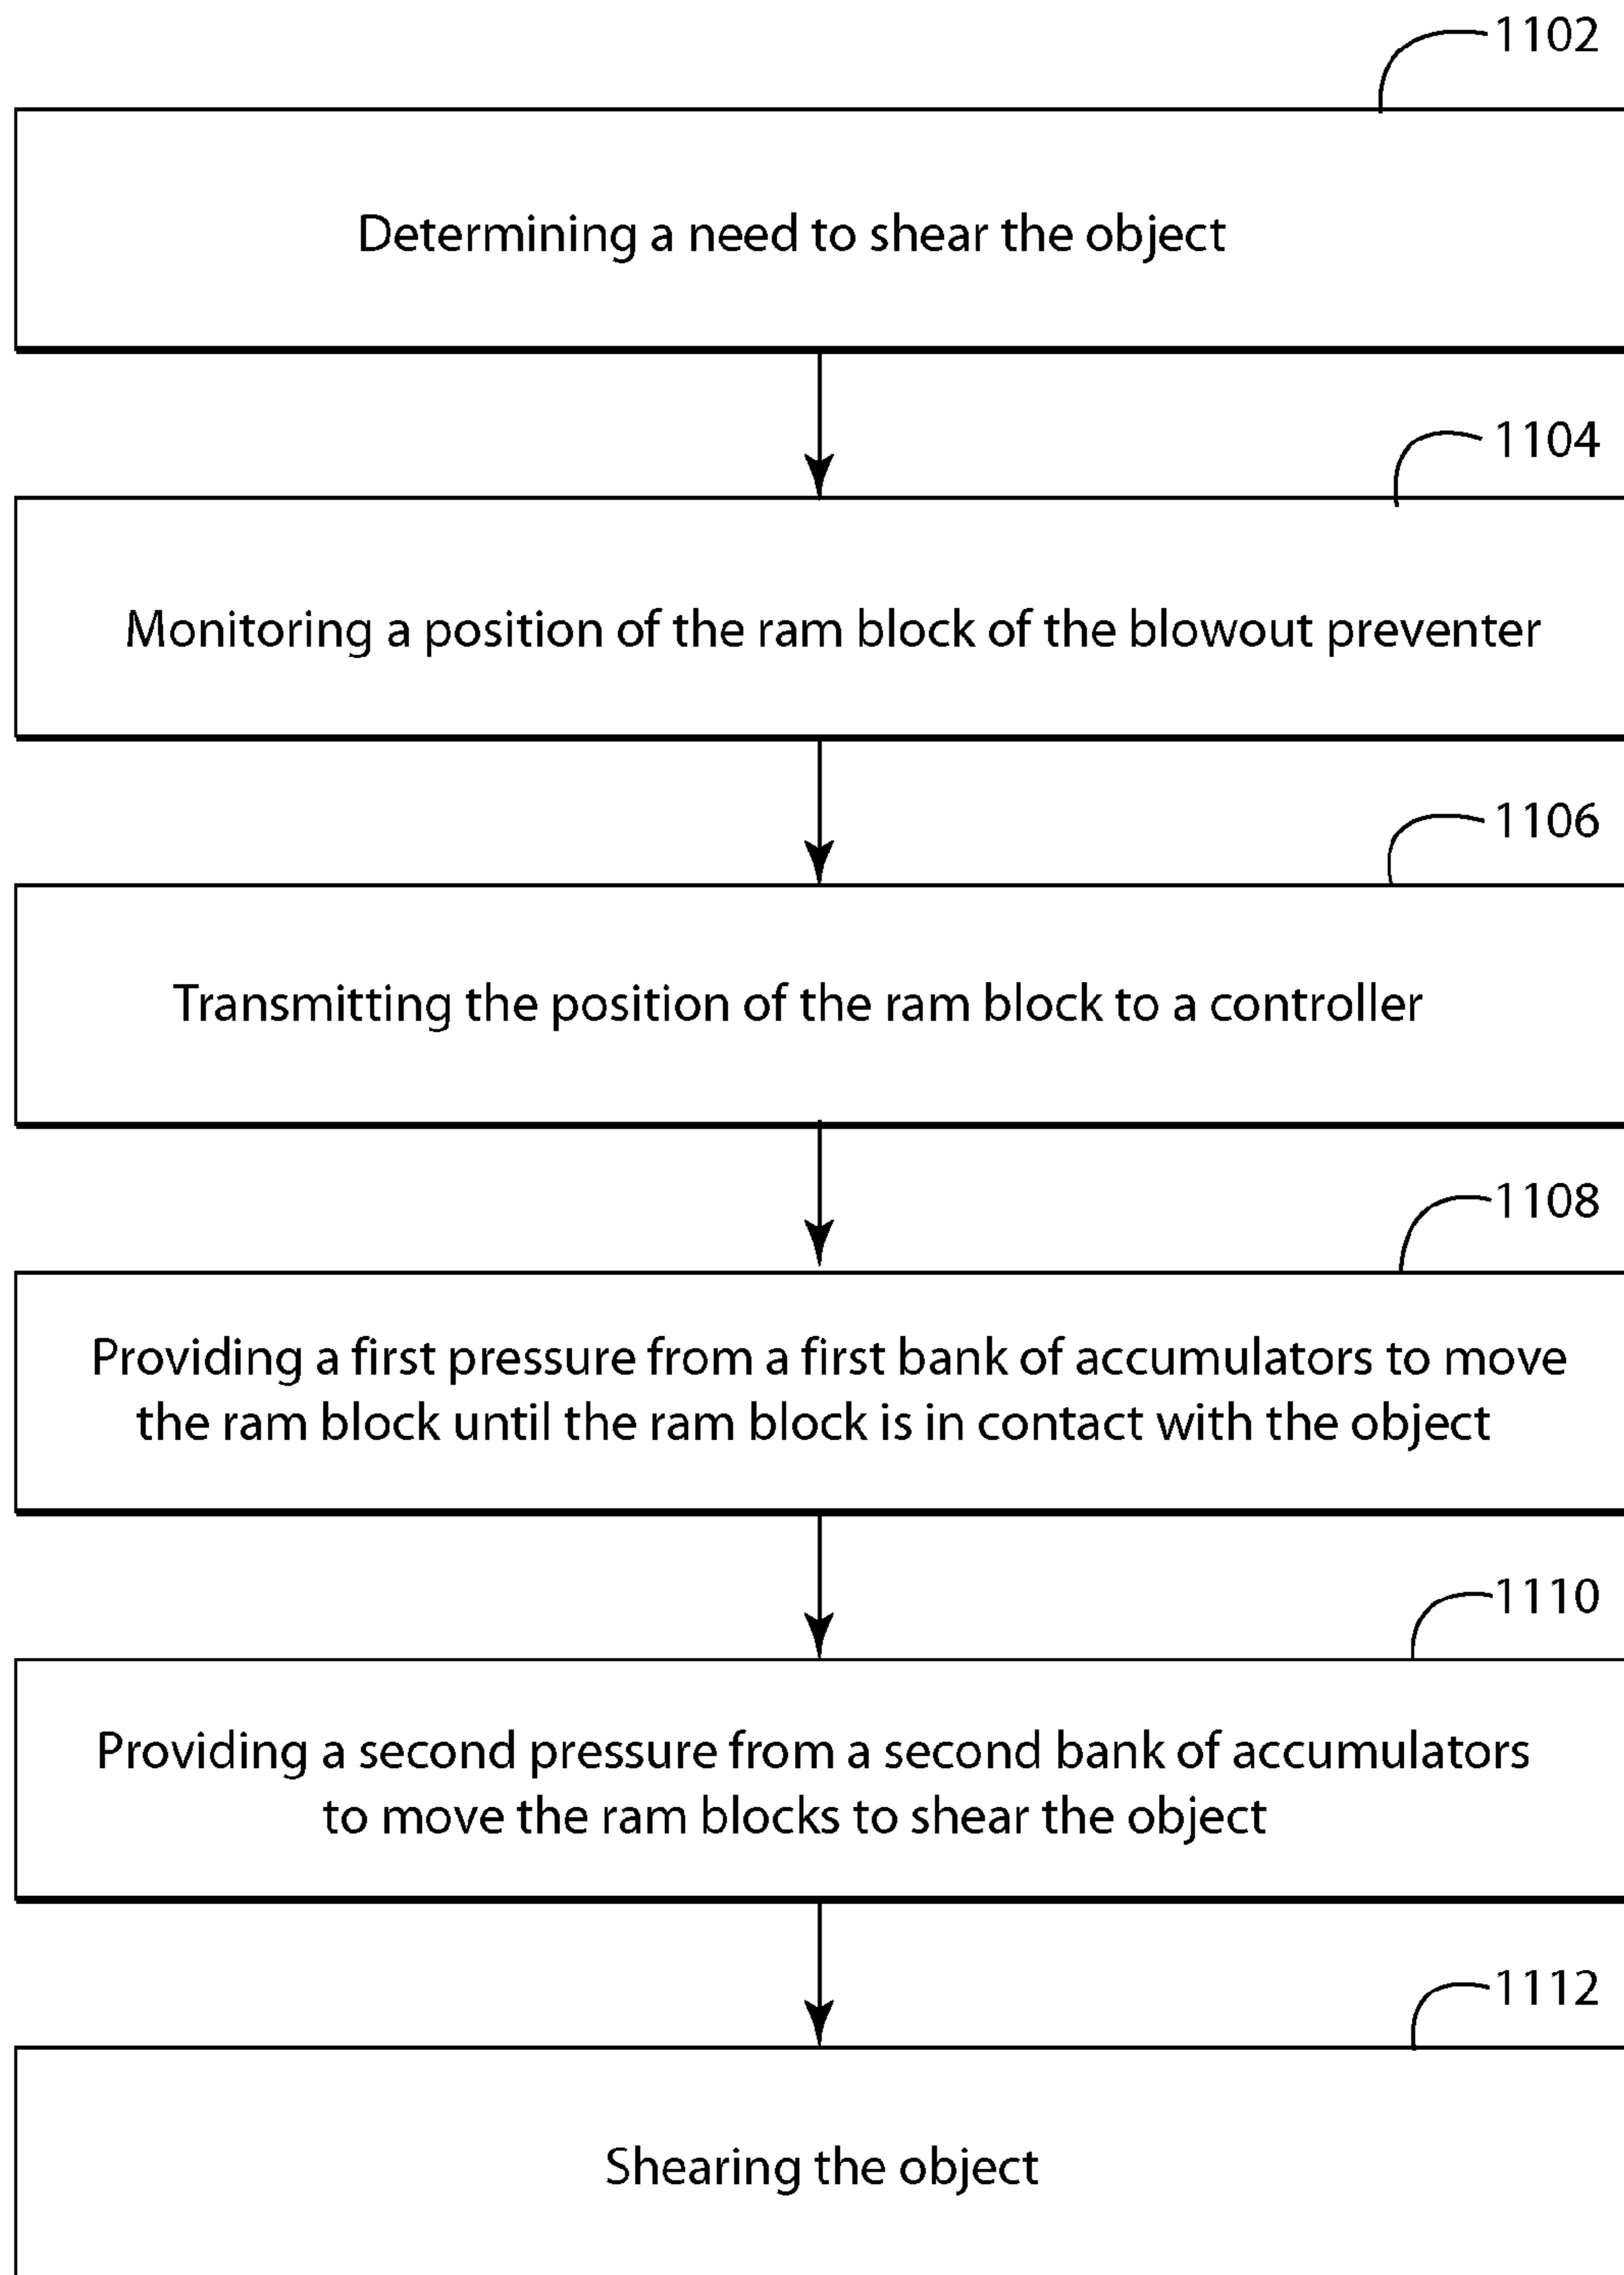 1102
Determining a need to shear the object
1104
Monitoring a position of the ram block of the blowout preventer
1106
Transmitting the position of the ram block to a controller
1108
Providing a first pressure from a first bank of accumulators to move
the ram block until the ram block is in contact with the object
1110
Providing a second pressure from a second bank of accumulators
to move the ram blocks to shear the object
1112
Shearing the object